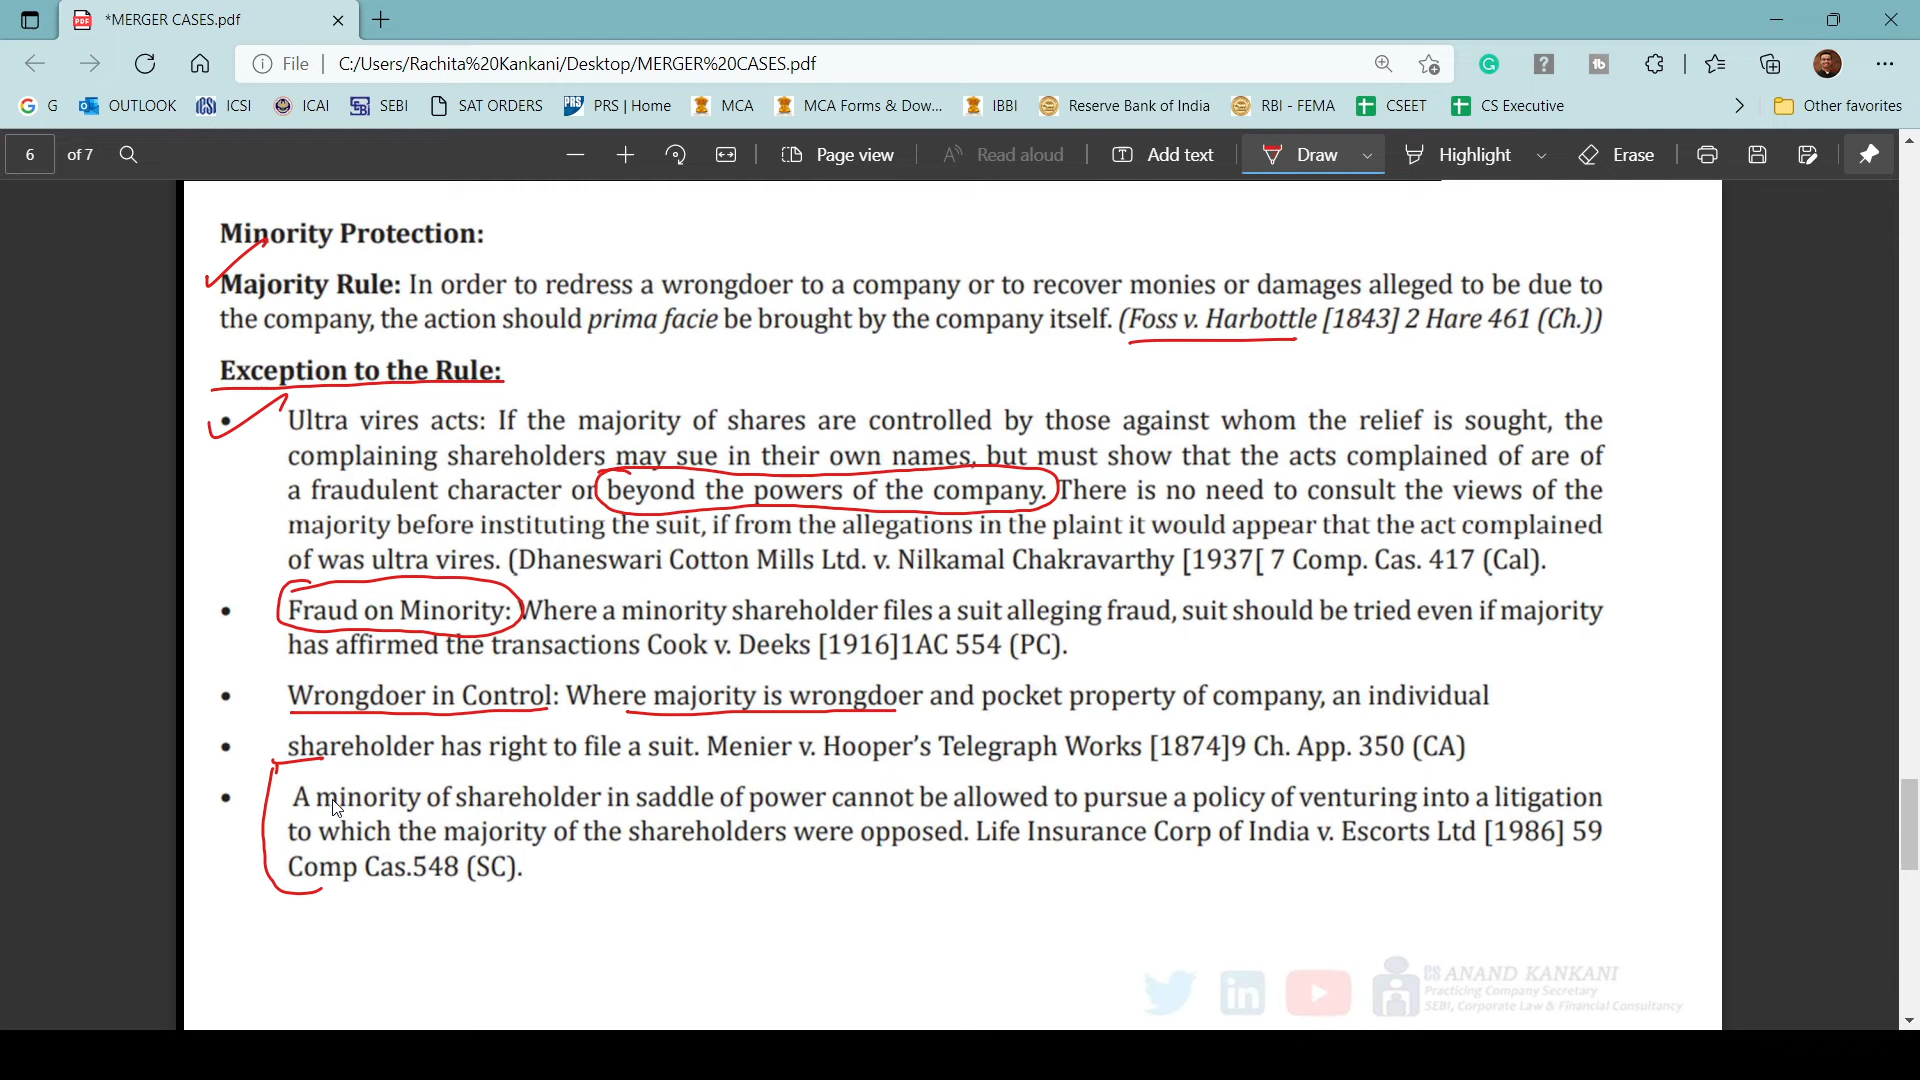 *MERGER CASES.pdf
File | C:/Users/Rachita%20Kankani/Desktop/MERGER%20CASES.pdf
G OUTLOOK ICSI ICAI SEBI SAT ORDERS PRS | Home MCA MCA Forms & Dow... IBBI Reserve Bank of India RBI - FEMA CSEET CS Executive Other favorites
6 of 7 Page view Read aloud Add text Draw Highlight Erase
Minority Protection:
Majority Rule: In order to redress a wrongdoer to a company or to recover monies or damages alleged to be due to
the company, the action should prima facie be brought by the company itself. (Foss v. Harbottle [1843] 2 Hare 461 (Ch.))
Exception to the Rule:
• Ultra vires acts: If the majority of shares are controlled by those against whom the relief is sought, the
complaining shareholders may sue in their own names, but must show that the acts complained of are of
a fraudulent character or beyond the powers of the company. There is no need to consult the views of the
majority before instituting the suit, if from the allegations in the plaint it would appear that the act complained
of was ultra vires. (Dhaneswari Cotton Mills Ltd. v. Nilkamal Chakravarthy [1937[ 7 Comp. Cas. 417 (Cal).
• Fraud on Minority: Where a minority shareholder files a suit alleging fraud, suit should be tried even if majority
has affirmed the transactions Cook v. Deeks [1916]1AC 554 (PC).
• Wrongdoer in Control: Where majority is wrongdoer and pocket property of company, an individual
• shareholder has right to file a suit. Menier v. Hooper's Telegraph Works [1874]9 Ch. App. 350 (CA)
• A minority of shareholder in saddle of power cannot be allowed to pursue a policy of venturing into a litigation
to which the majority of the shareholders were opposed. Life Insurance Corp of India v. Escorts Ltd [1986] 59
Comp Cas.548 (SC).
CS ANAND KANKANI
Practicing Company Secretary
SEBI, Corporate Law & Financial Consultancy